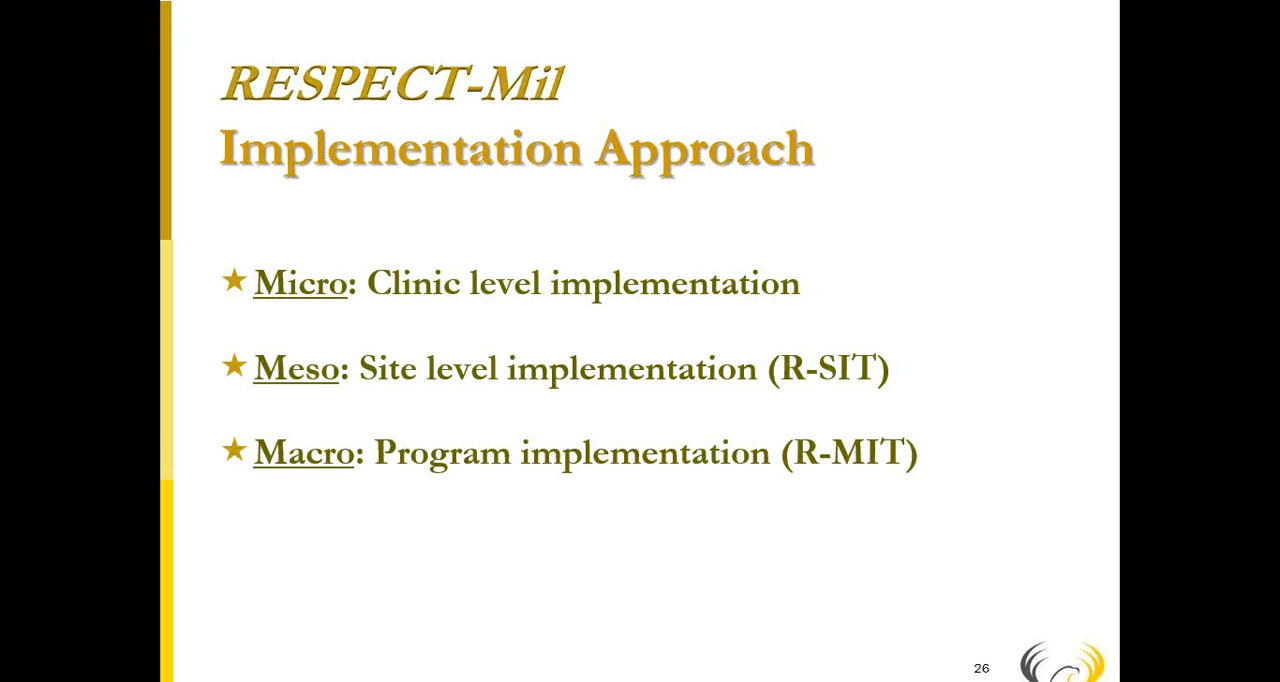 RESPECT-Mil
Implementation Approach
Micro: Clinic level implementation
Meso: Site level implementation (R-SIT)
Macro: Program implementation (R-MIT)
26